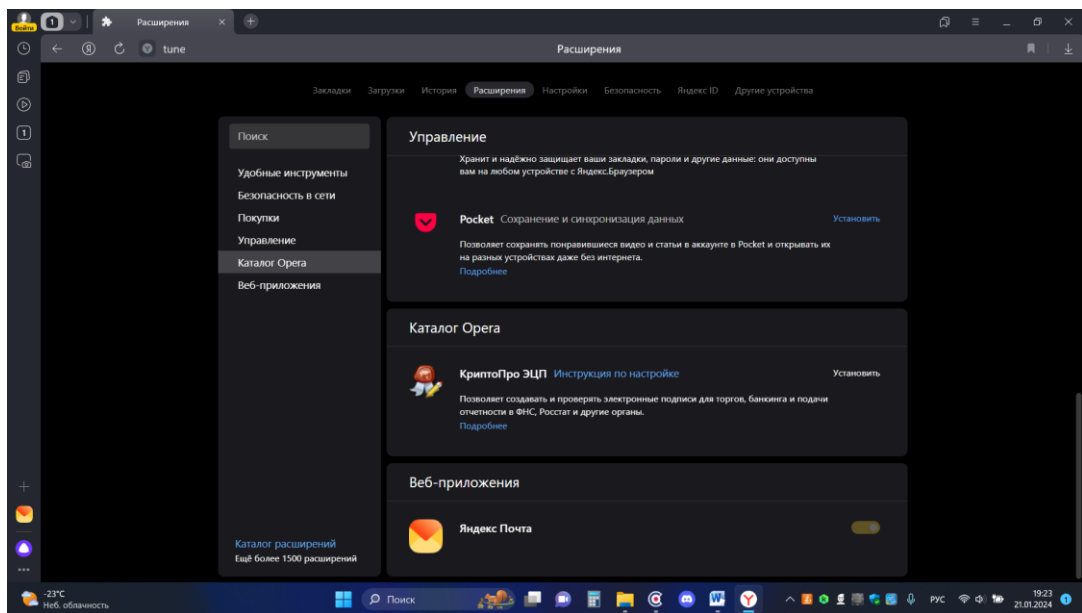 Войти
1
Расширения
tune
Расширения
1
Закладки Загрузки История Расширения Настройки Безопасность Яндекс ID Другие устройства
Поиск
Удобные инструменты
Безопасность в сети
Покупки
Управление
Каталог Opera
Веб-приложения
Каталог расширений
Ещё более 1500 расширений
Управление
Хранит и надёжно защищает ваши закладки, пароли и другие данные: они доступны
вам на любом устройстве с Яндекс.Браузером
Pocket Сохранение и синхронизация данных Установить
Позволяет сохранять понравившиеся видео и статьи в аккаунте в Pocket и открывать их
на разных устройствах даже без интернета.
Подробнее
Каталог Opera
КриптоПро ЭЦП Инструкция по настройке Установить
Позволяет создавать и проверять электронные подписи для торгов, банкинга и подачи
отчетности в ФНС, Росстат и другие органы.
Подробнее
Веб-приложения
Яндекс Почта
-23°C
Неб. облачность
Поиск
РУС
19:23
21.01.2024
1